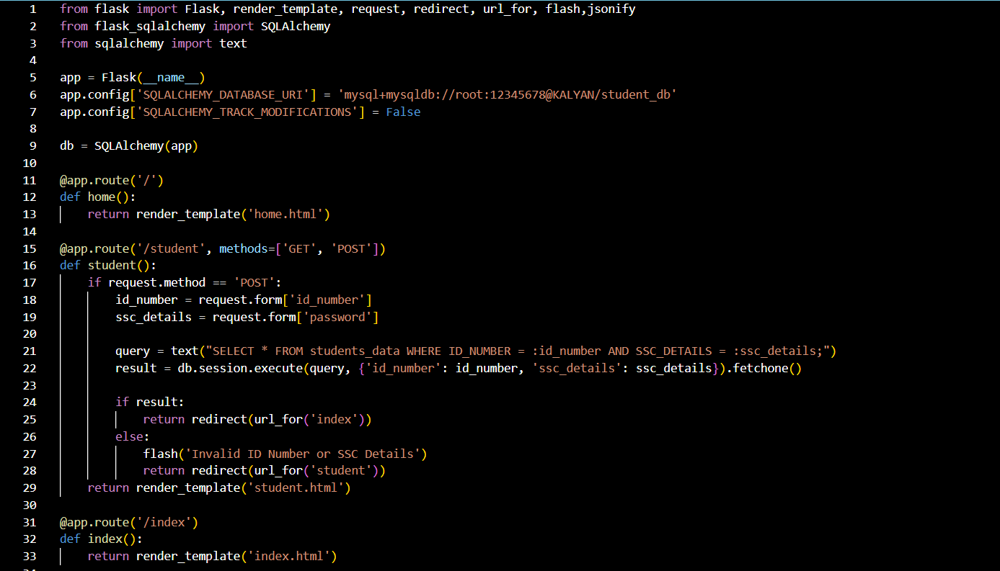 1 from flask import Flask, render_template, request, redirect, url_for, flash,jsonify
2 from flask_sqlalchemy import SQLAlchemy
3 from sqlalchemy import text
4
5 app = Flask(__name__)
6 app.config['SQLALCHEMY_DATABASE_URI'] = 'mysql+mysqldb://root:12345678@KALYAN/student_db'
7 app.config['SQLALCHEMY_TRACK_MODIFICATIONS'] = False
8
9 db = SQLAlchemy(app)
10
11 @app.route('/')
12 def home():
13     return render_template('home.html')
14
15 @app.route('/student', methods=['GET', 'POST'])
16 def student():
17     if request.method == 'POST':
18         id_number = request.form['id_number']
19         ssc_details = request.form['password']
20
21         query = text("SELECT * FROM students_data WHERE ID_NUMBER = :id_number AND SSC_DETAILS = :ssc_details;")
22         result = db.session.execute(query, {'id_number': id_number, 'ssc_details': ssc_details}).fetchone()
23
24         if result:
25             return redirect(url_for('index'))
26         else:
27             flash('Invalid ID Number or SSC Details')
28             return redirect(url_for('student'))
29     return render_template('student.html')
30
31 @app.route('/index')
32 def index():
33     return render_template('index.html')